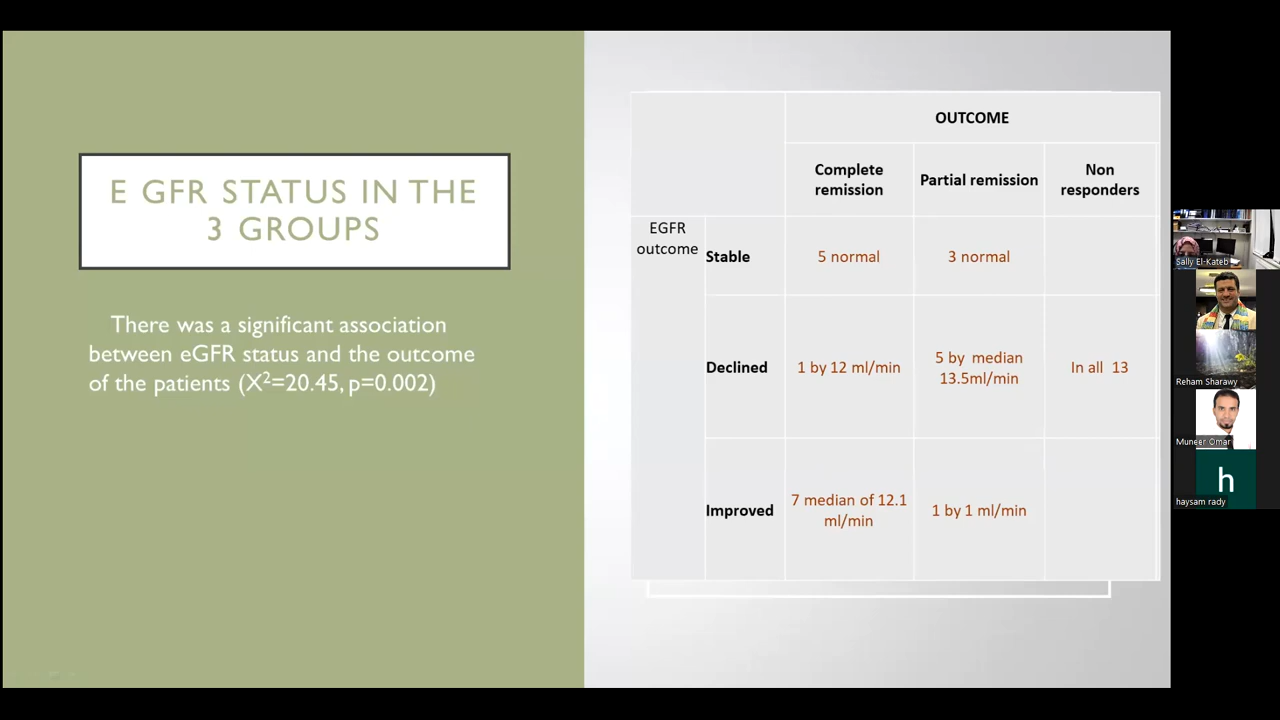 E GFR STATUS IN THE
3 GROUPS
There was a significant association
between eGFR status and the outcome
of the patients (X²=20.45, p=0.002)
OUTCOME
Complete
remission
Partial remission
Non
responders
EGFR
outcome
Stable
5 normal
3 normal
Declined
1 by 12 ml/min
5 by median
13.5ml/min
In all 13
Improved
7 median of 12.1
ml/min
1 by 1 ml/min
Sally El-Kateb
Reham Sharawy
Muneer Omar
h
haysam rady